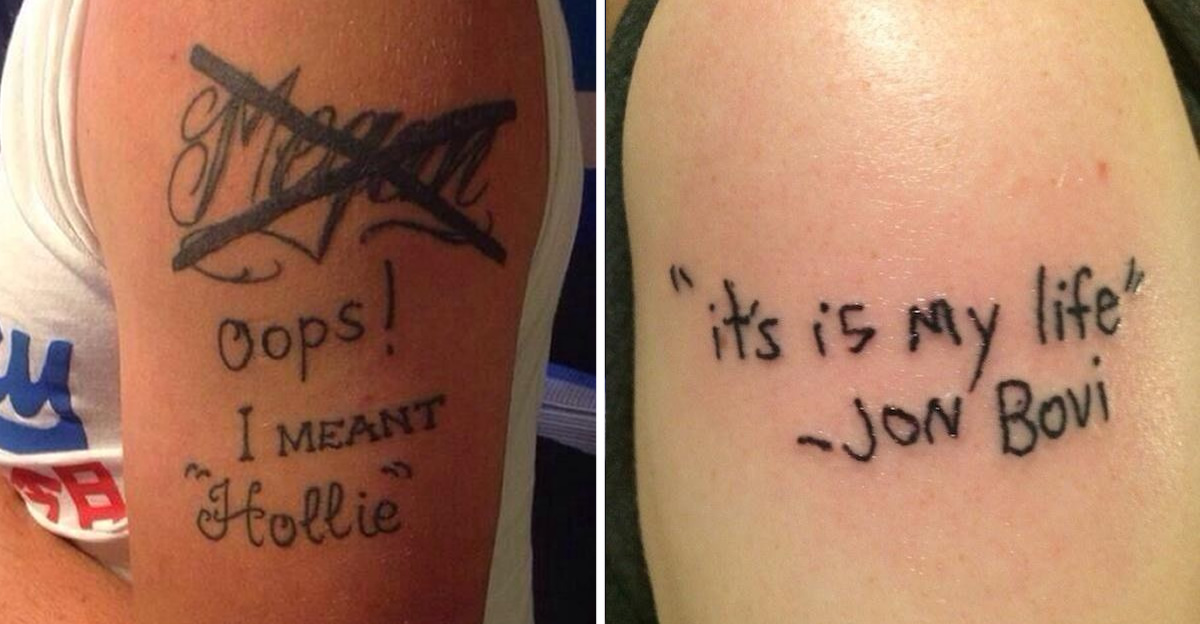 Megan
oops!
I MEANT
"Hollie"
"it's is my life"
-JON BOVI